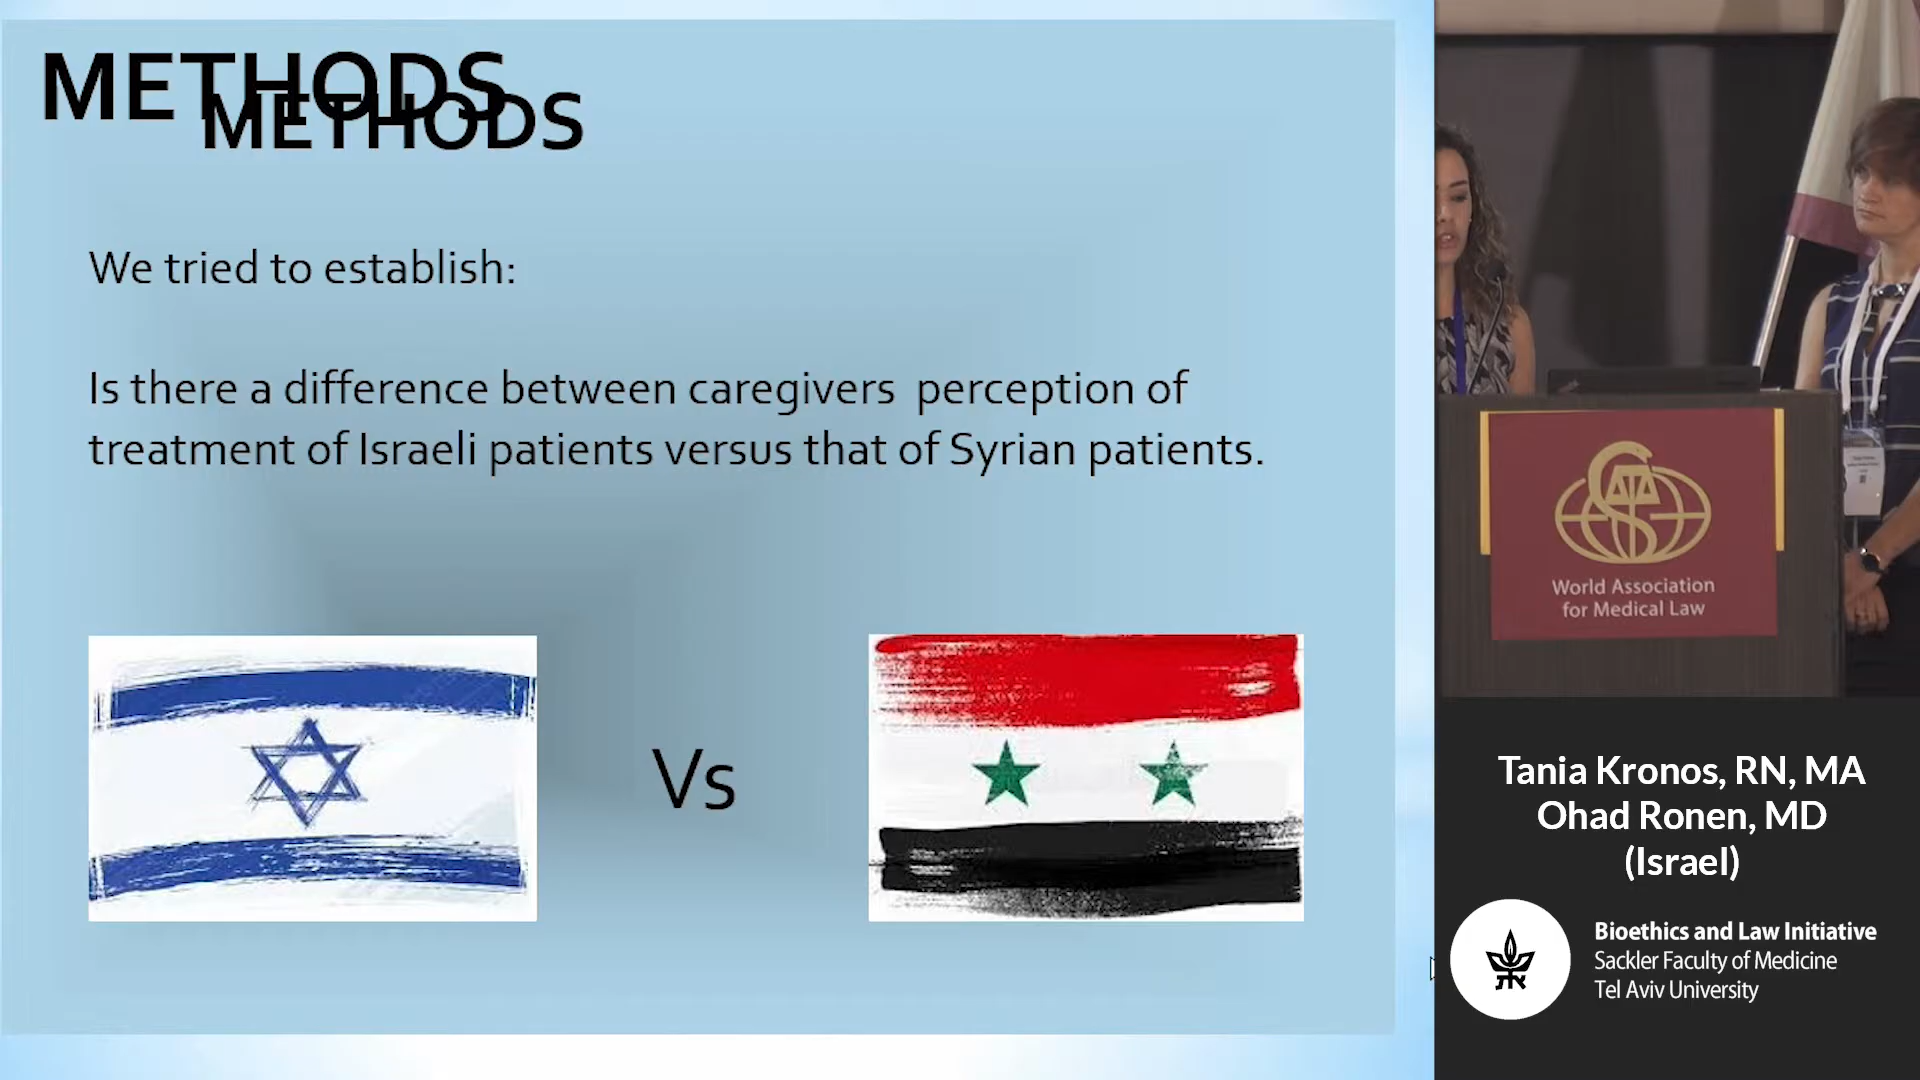 METHODS
METHODS
We tried to establish:
Is there a difference between caregivers perception of
treatment of Israeli patients versus that of Syrian patients.
Vs
World Association
for Medical Law
Tania Kronos, RN, MA
Ohad Ronen, MD
(Israel)
Bioethics and Law Initiative
Sackler Faculty of Medicine
Tel Aviv University